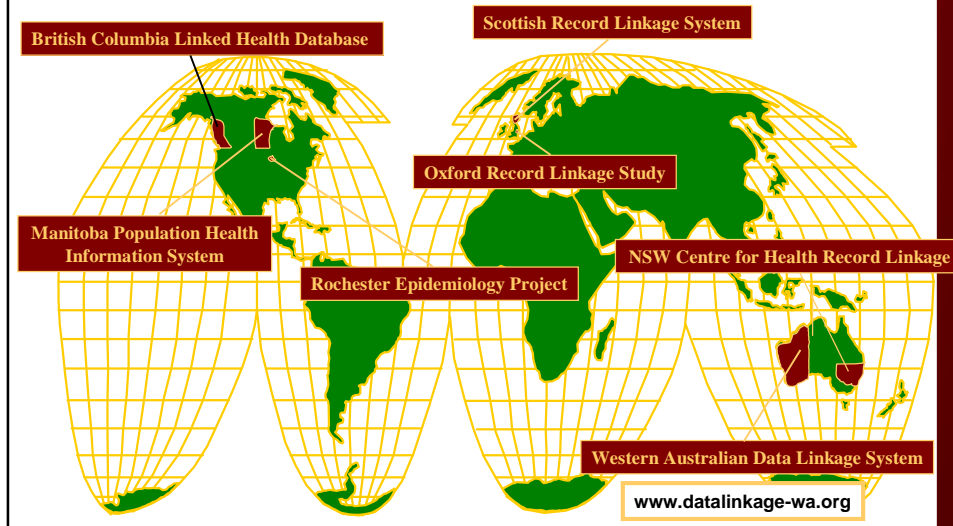 Scottish Record Linkage System
British Columbia Linked Health Database
Oxford Record Linkage Study
Manitoba Population Health
Information System
NSW Centre for Health Record Linkage
Rochester Epidemiology Project
Western Australian Data Linkage System
www.datalinkage-wa.org